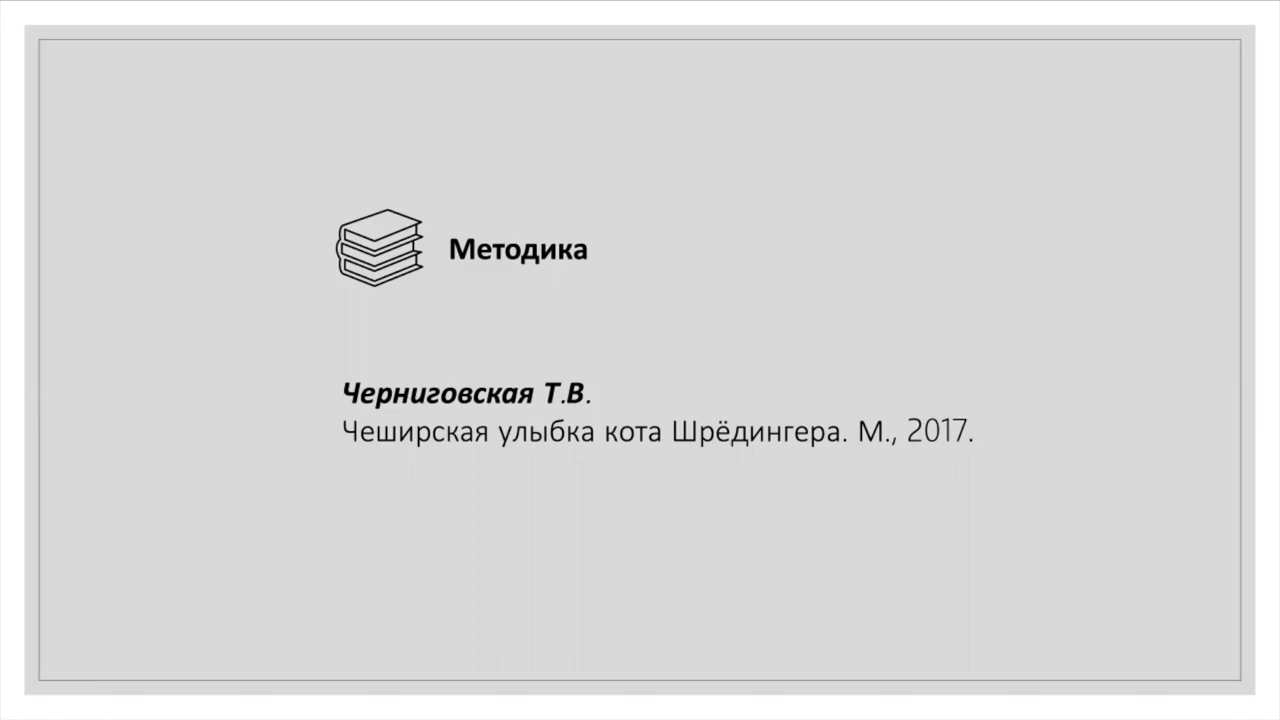 Методика
Черниговская Т.В.
Чеширская улыбка кота Шрёдингера. М., 2017.